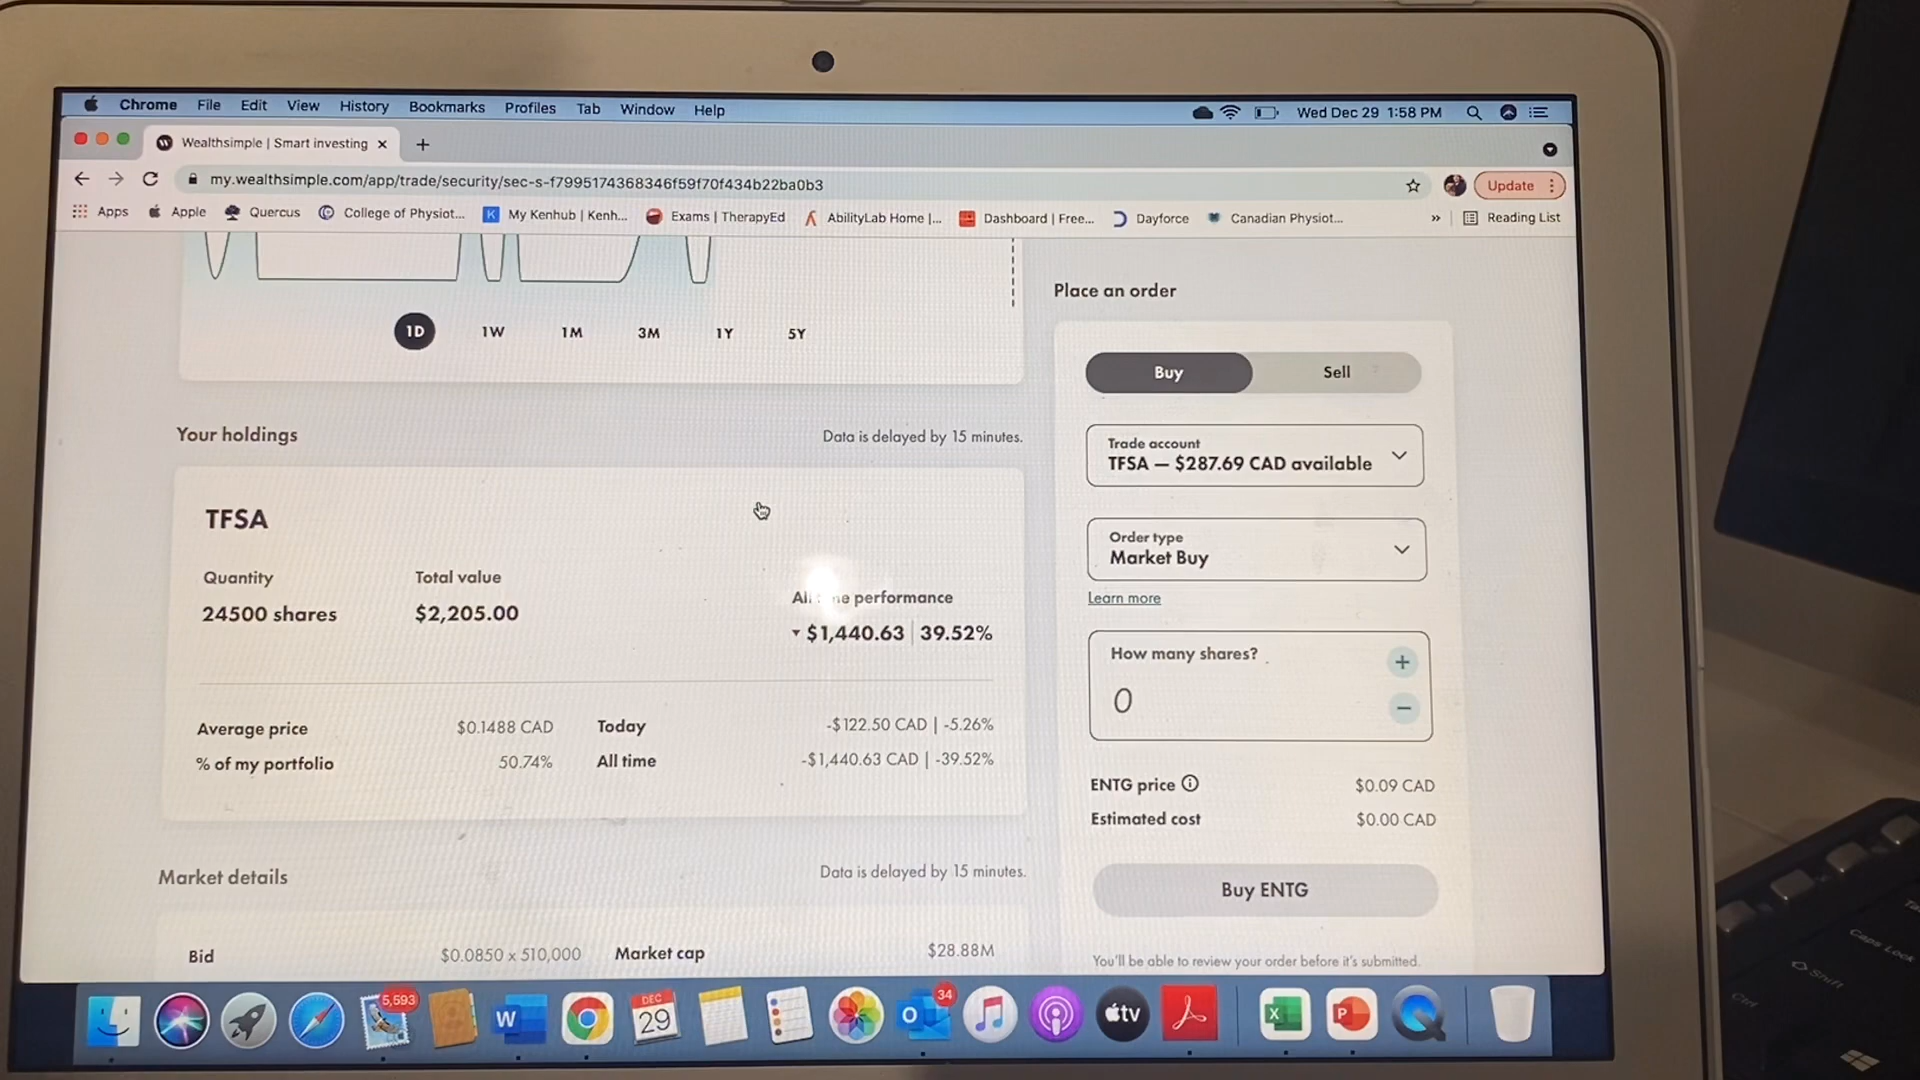 Chrome File Edit View History Bookmarks Profiles Tab Window Help Wed Dec 29 1:58 PM
Wealthsimple | Smart investing
my.wealthsimple.com/app/trade/security/sec-s-f7995174368346f59f70f434b22ba0b3 Update
Apps Apple Quercus College of Physiot... My Kenhub | Kenh... Exams | TherapyEd AbilityLab Home |... Dashboard | Free... Dayforce Canadian Physiot... » Reading List
1D 1W 1M 3M 1Y 5Y
Your holdings Data is delayed by 15 minutes.
TFSA
Quantity Total value
24500 shares $2,205.00
performance
$1,440.63 | 39.52%
Average price $0.1488 CAD Today -$122.50 CAD | -5.26%
% of my portfolio 50.74% All time -$1,440.63 CAD | -39.52%
Market details Data is delayed by 15 minutes.
Bid $0.0850 x 510,000 Market cap $28.88M
Place an order
Buy Sell
Trade account
TFSA — $287.69 CAD available
Order type
Market Buy
Learn more
How many shares?
0
ENTG price $0.09 CAD
Estimated cost $0.00 CAD
Buy ENTG
You'll be able to review your order before it's submitted.
5,593
W
DEC
29
O
34
tv
X
P
Caps Lock
Shift
Ctrl